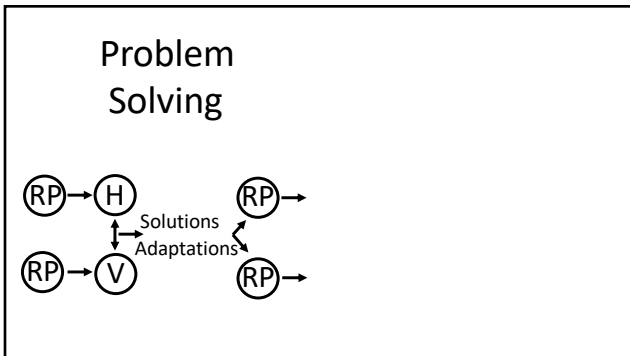 Problem
Solving
RP H RP
Solutions
Adaptations
RP V RP